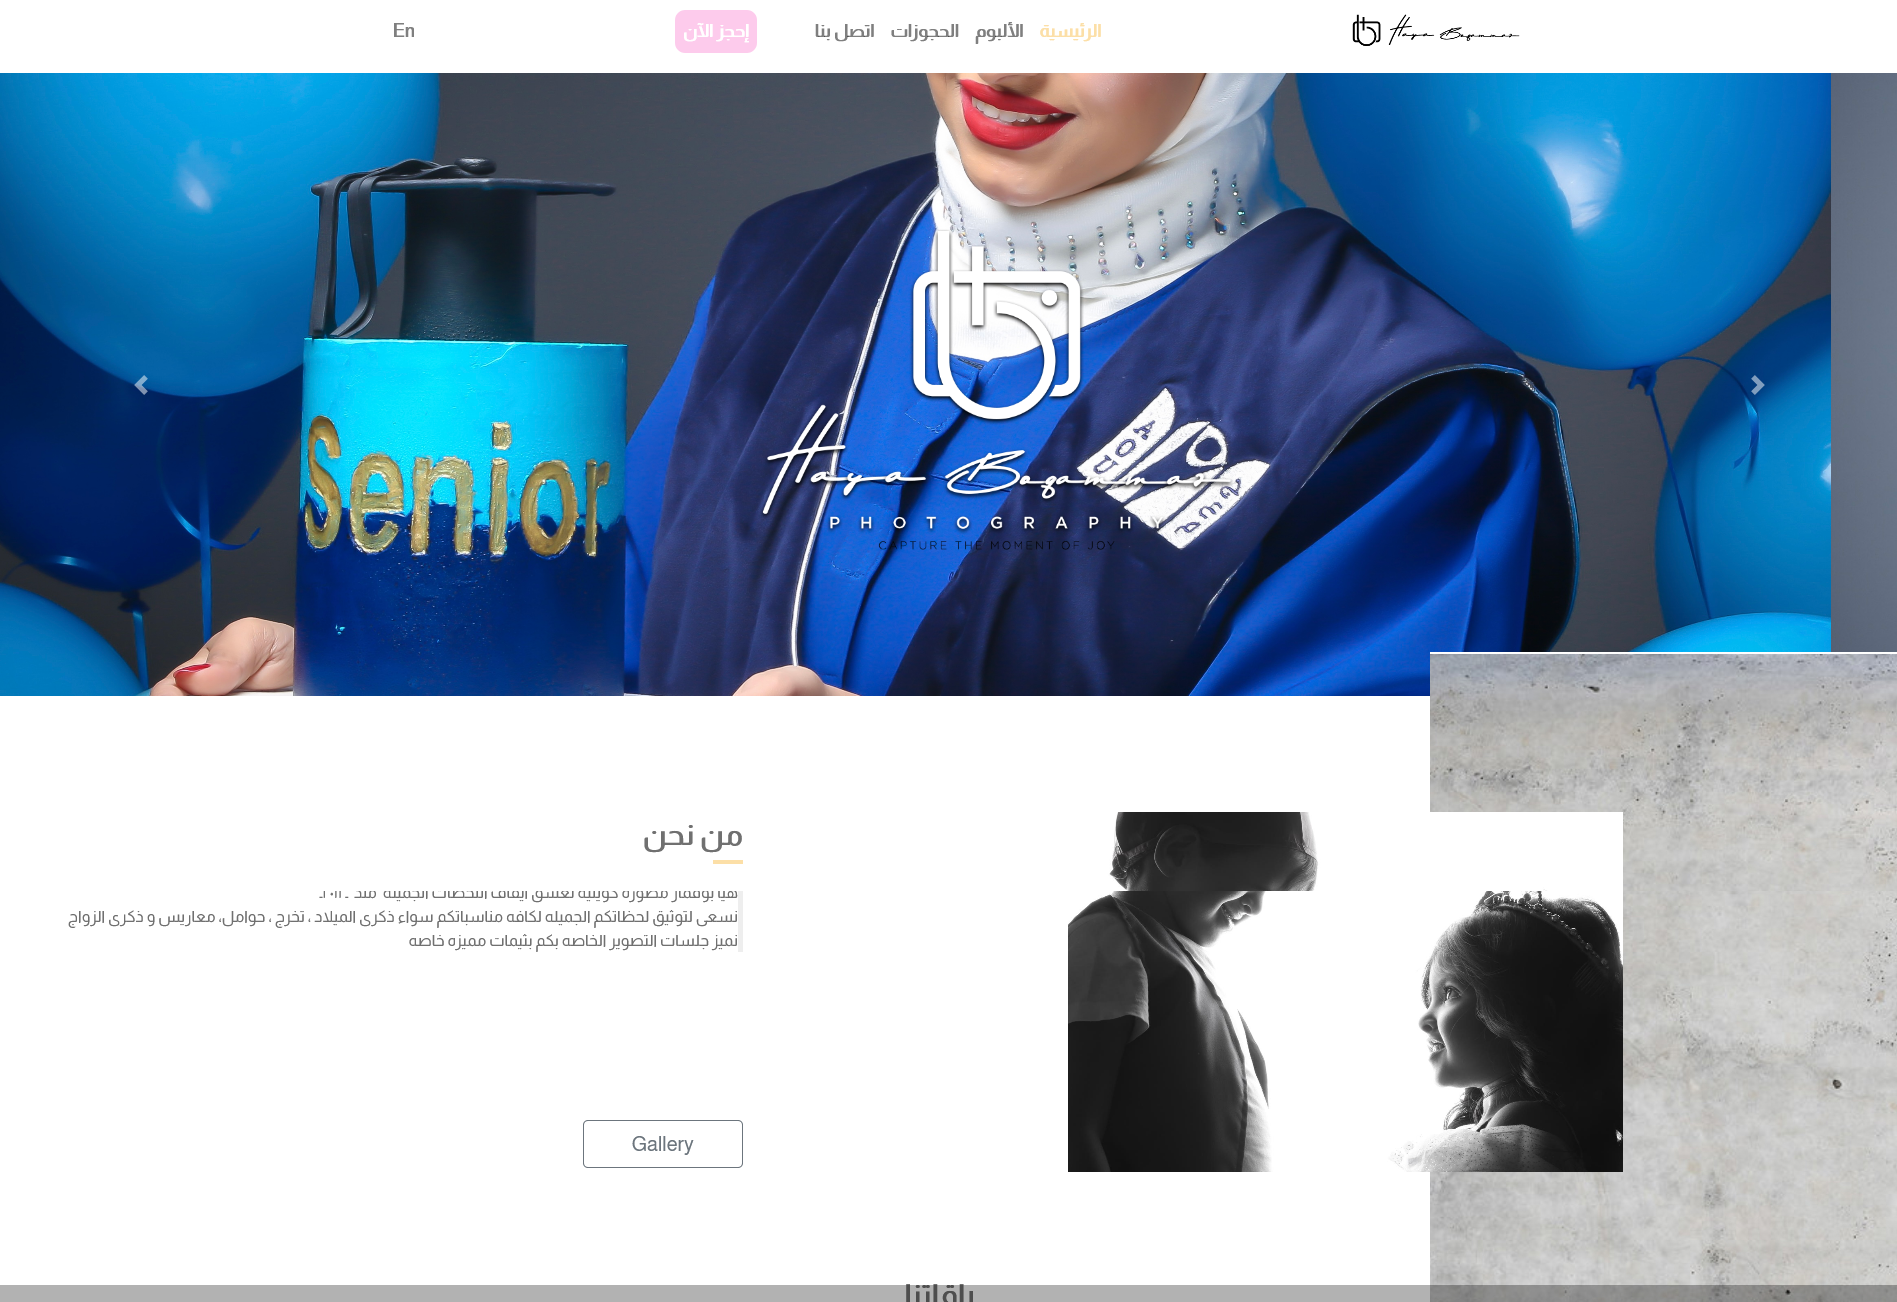 Haya Boqammaz
الرئيسية
الألبوم
الحجوزات
اتصل بنا
إحجز الآن
En
Senior
AOU
Haya Boqammaz
PHOTOGRAPHY
CAPTURE THE MOMENT OF JOY
من نحن
نسعى لتوثيق لحظاتكم الجميله لكافه مناسباتكم سواء ذكرى الميلاد ، تخرج ، حوامل، معاريس و ذكرى الزواج
نميز جلسات التصوير الخاصه بكم بثيمات مميزه خاصه
Gallery
باقاتنا